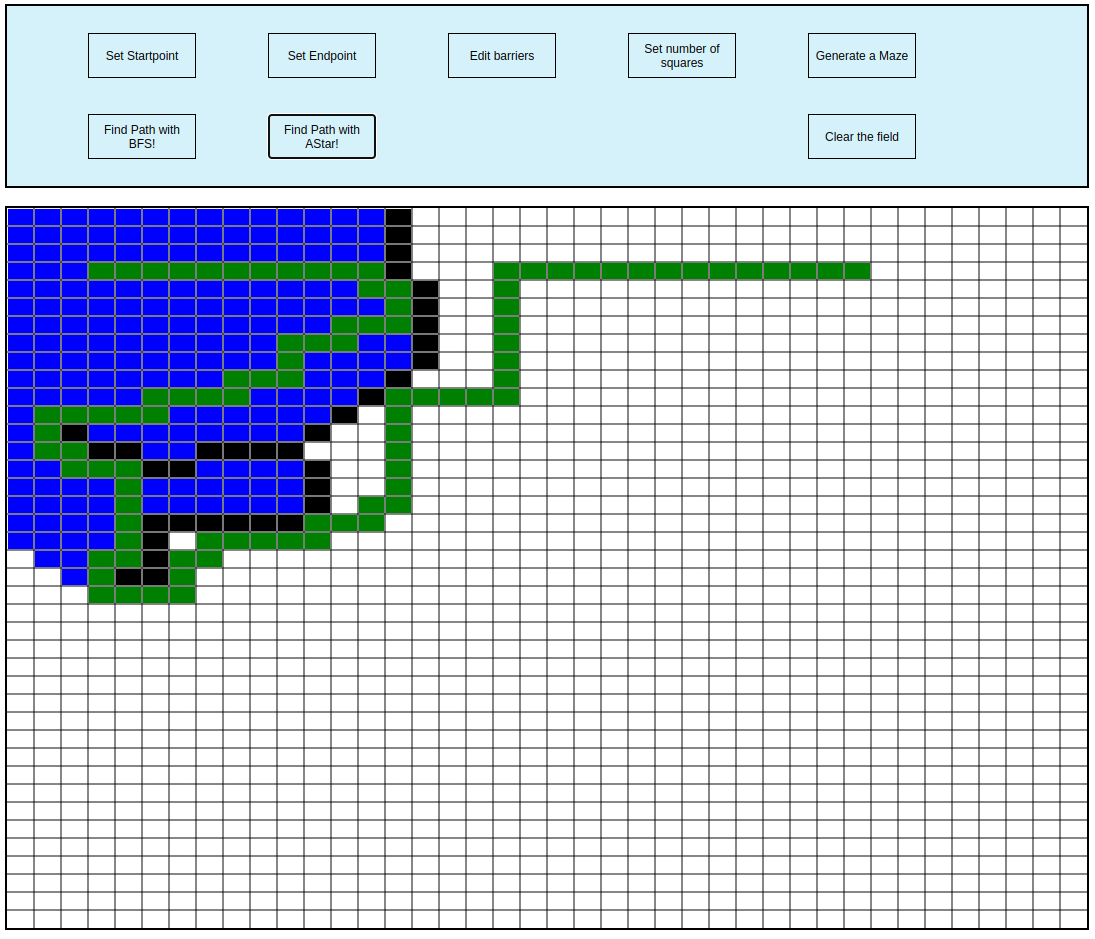 Set Startpoint
Set Endpoint
Edit barriers
Set number of
squares
Generate a Maze
Find Path with
BFS!
Find Path with
AStar!
Clear the field